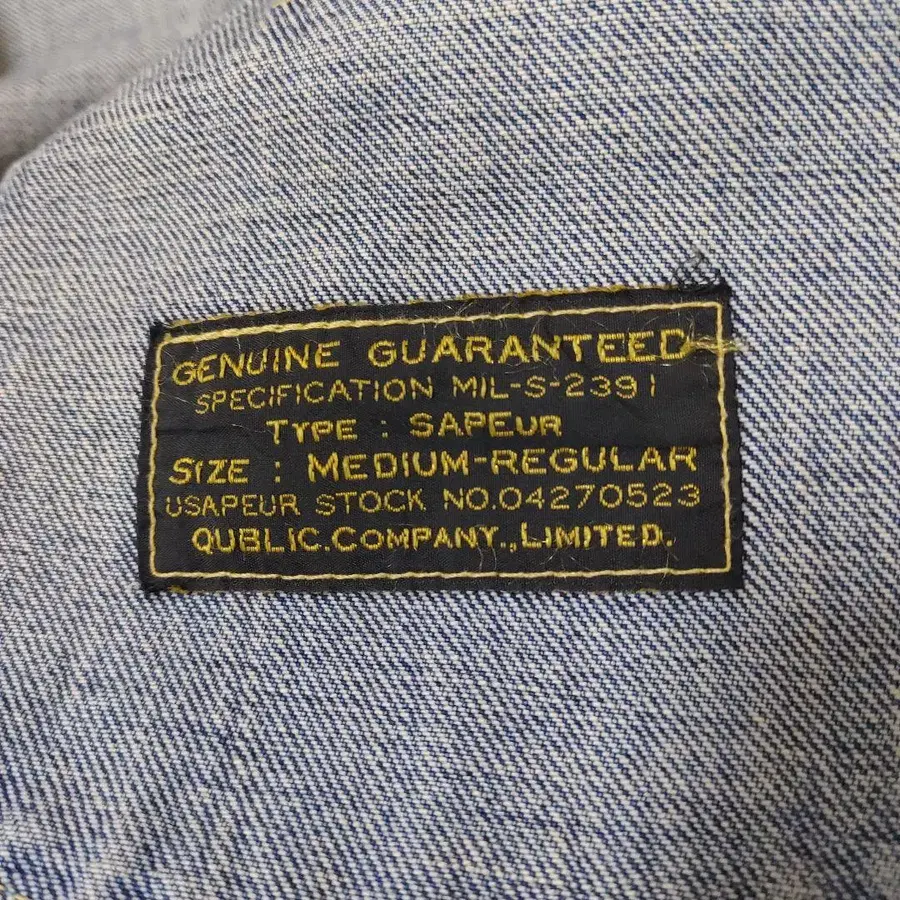 GENUINE GUARANTEED
SPECIFICATION MIL-S-2391
TYPE : SAPEUR
SIZE : MEDIUM-REGULAR
USAPEUR STOCK NO.04270523
QUBLIC.COMPANY.,LIMITED.